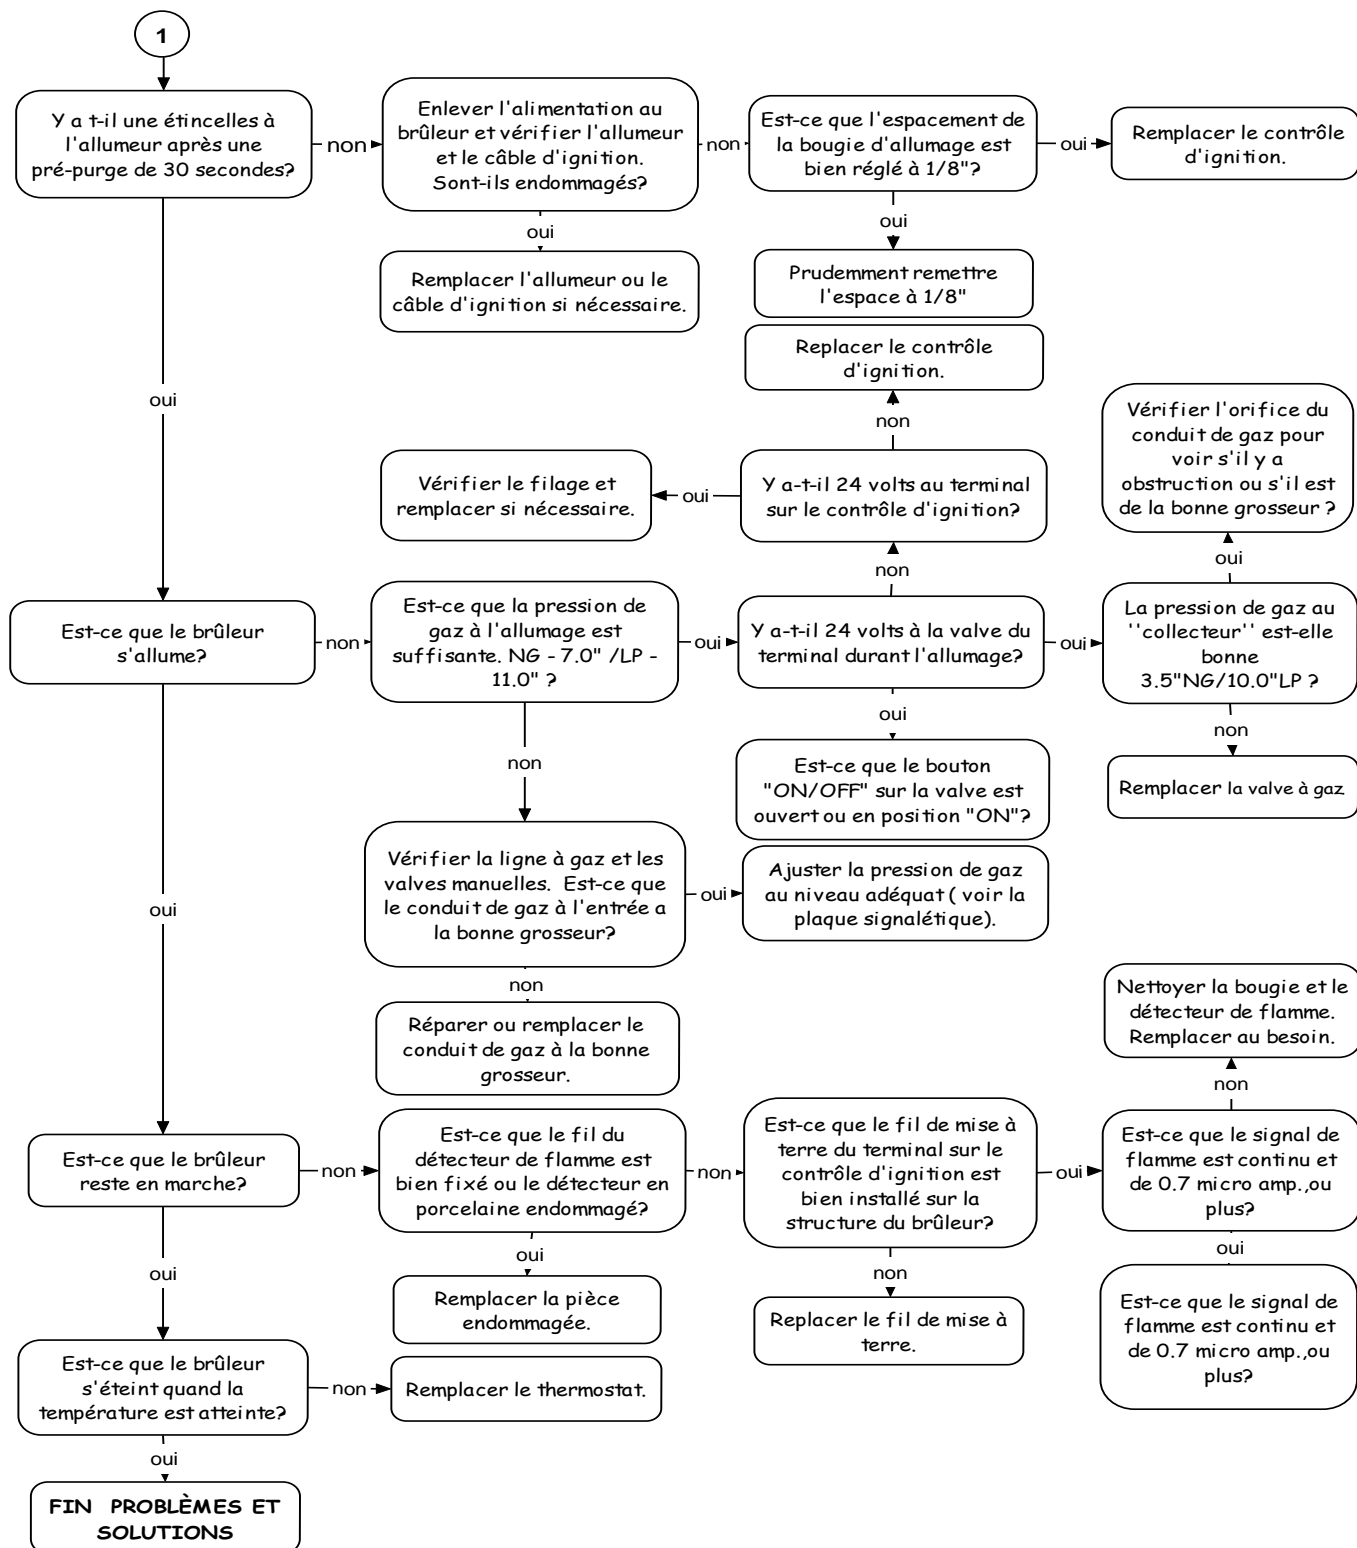 1
Y a t-il une étincelles à
l'allumeur après une
pré-purge de 30 secondes?
non
Enlever l'alimentation au
brûleur et vérifier l'allumeur
et le câble d'ignition.
Sont-ils endommagés?
non
Est-ce que l'espacement de
la bougie d'allumage est
bien réglé à 1/8"?
oui
Remplacer le contrôle
d'ignition.
oui
Remplacer l'allumeur ou le
câble d'ignition si nécessaire.
oui
Prudemment remettre
l'espace à 1/8"
Replacer le contrôle
d'ignition.
non
oui
Vérifier le filage et
remplacer si nécessaire.
oui
Y a-t-il 24 volts au terminal
sur le contrôle d'ignition?
Vérifier l'orifice du
conduit de gaz pour
voir s'il y a
obstruction ou s'il est
de la bonne grosseur ?
non
oui
Est-ce que le brûleur
s'allume?
non
Est-ce que la pression de
gaz à l'allumage est
suffisante. NG - 7.0" /LP -
11.0" ?
oui
Y a-t-il 24 volts à la valve du
terminal durant l'allumage?
oui
La pression de gaz au
''collecteur'' est-elle
bonne
3.5"NG/10.0"LP ?
non
oui
non
Est-ce que le bouton
"ON/OFF" sur la valve est
ouvert ou en position "ON"?
Remplacer la valve à gaz
oui
Vérifier la ligne à gaz et les
valves manuelles. Est-ce que
le conduit de gaz à l'entrée a
la bonne grosseur?
oui
Ajuster la pression de gaz
au niveau adéquat ( voir la
plaque signalétique).
non
Réparer ou remplacer le
conduit de gaz à la bonne
grosseur.
Nettoyer la bougie et le
détecteur de flamme.
Remplacer au besoin.
non
Est-ce que le brûleur
reste en marche?
non
Est-ce que le fil du
détecteur de flamme est
bien fixé ou le détecteur en
porcelaine endommagé?
non
Est-ce que le fil de mise à
terre du terminal sur le
contrôle d'ignition est
bien installé sur la
structure du brûleur?
oui
Est-ce que le signal de
flamme est continu et
de 0.7 micro amp.,ou
plus?
oui
oui
non
oui
Remplacer la pièce
endommagée.
Replacer le fil de mise à
terre.
Est-ce que le signal de
flamme est continu et
de 0.7 micro amp.,ou
plus?
Est-ce que le brûleur
s'éteint quand la
température est atteinte?
non
Remplacer le thermostat.
oui
FIN PROBLÈMES ET
SOLUTIONS